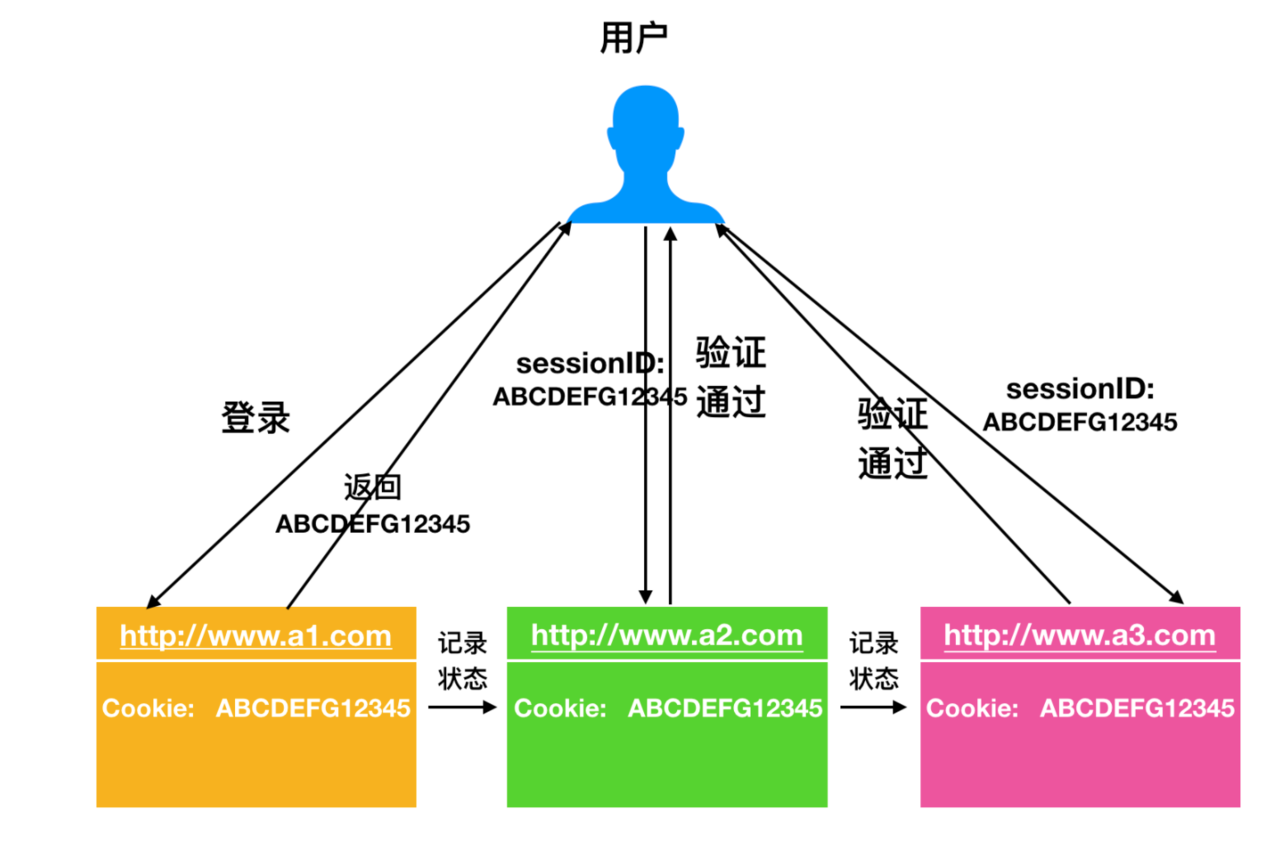 用户
登录
返回
ABCDEFG12345
sessionID:
ABCDEFG12345
验证
通过
验证
通过
sessionID:
ABCDEFG12345
http://www.a1.com
Cookie: ABCDEFG12345
记录
状态
http://www.a2.com
Cookie: ABCDEFG12345
记录
状态
http://www.a3.com
Cookie: ABCDEFG12345